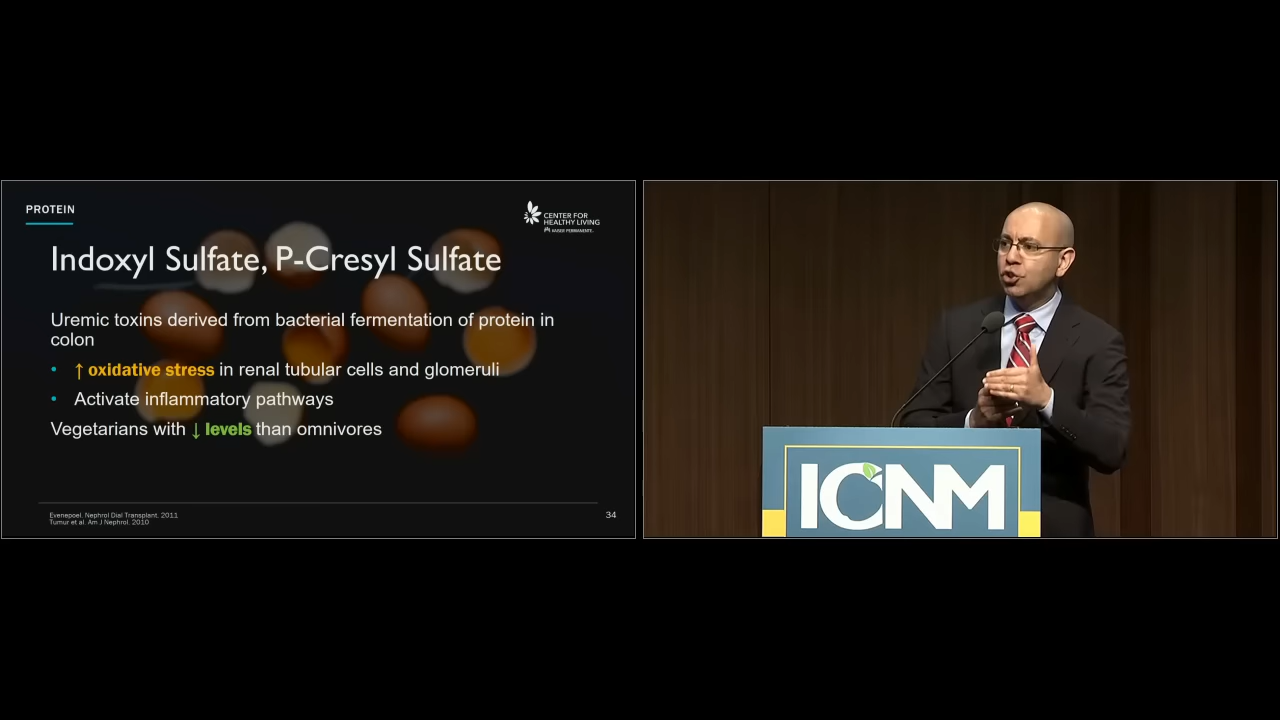 PROTEIN
CENTER FOR
HEALTHY LIVING
KAISER PERMANENTE.
Indoxyl Sulfate, P-Cresyl Sulfate
Uremic toxins derived from bacterial fermentation of protein in
colon
• ↑ oxidative stress in renal tubular cells and glomeruli
• Activate inflammatory pathways
Vegetarians with ↓ levels than omnivores
Evenepoel. Nephrol Dial Transplant. 2011
Tumur et al. Am J Nephrol. 2010
34
ICNM